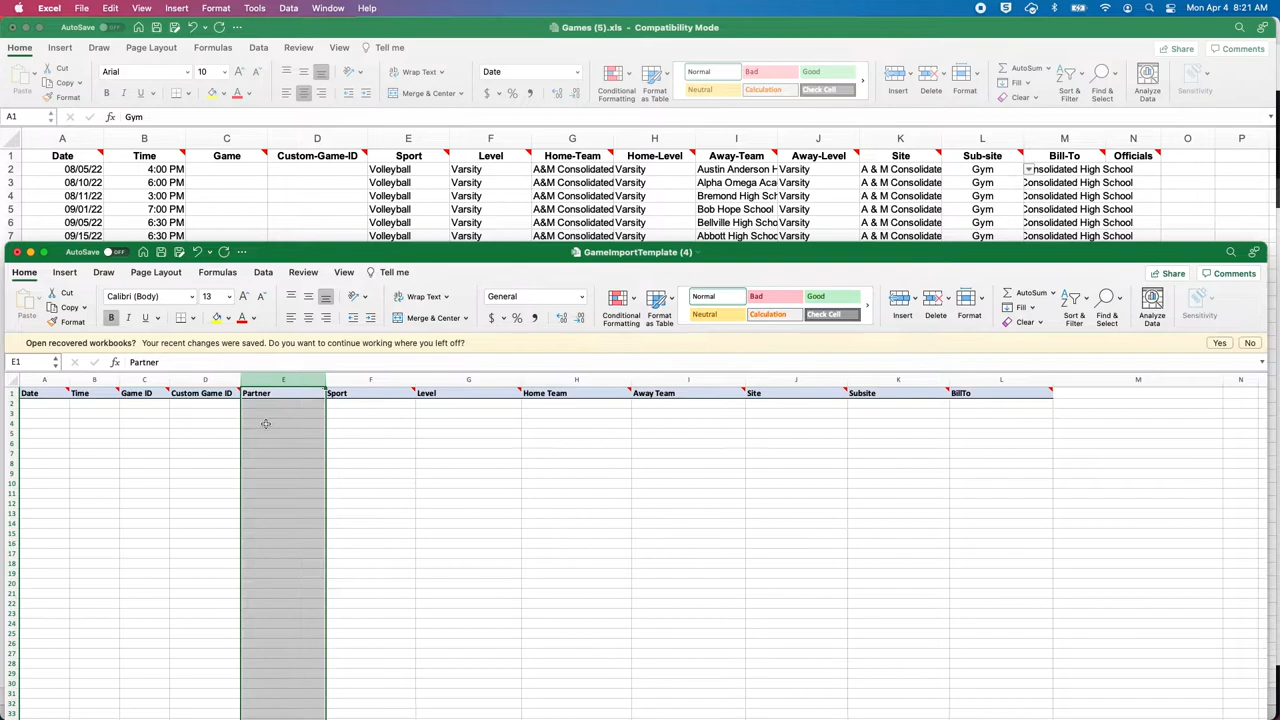 Excel File Edit View Insert Format Tools Data Window Help Mon Apr 4 8:21 AM
AutoSave OFF Games (5).xls - Compatibility Mode
Home Insert Draw Page Layout Formulas Data Review View Tell me Share Comments
Paste Cut Copy Format Arial 10 Wrap Text Merge & Center Date Conditional Formatting Format as Table Normal Bad Good Neutral Calculation Check Cell Insert Delete Format AutoSum Fill Clear Sort & Filter Find & Select Analyze Data Sensitivity
A1 fx Gym
A B C D E F G H I J K L M N O P
1 Date Time Game Custom-Game-ID Sport Level Home-Team Home-Level Away-Team Away-Level Site Sub-site Bill-To Officials
2 08/05/22 4:00 PM Volleyball Varsity A&M Consolidated Varsity Austin Anderson H Varsity A & M Consolidate Gym onsolidated High School
3 08/10/22 6:00 PM Volleyball Varsity A&M Consolidated Varsity Alpha Omega Aca Varsity A & M Consolidate Gym Consolidated High School
4 08/11/22 3:00 PM Volleyball Varsity A&M Consolidated Varsity Bremond High Sc Varsity A & M Consolidate Gym Consolidated High School
5 09/01/22 7:00 PM Volleyball Varsity A&M Consolidated Varsity Bob Hope School Varsity A & M Consolidate Gym Consolidated High School
6 09/05/22 6:30 PM Volleyball Varsity A&M Consolidated Varsity Bellville High Sc Varsity A & M Consolidate Gym Consolidated High School
7 09/15/22 6:30 PM Volleyball Varsity A&M Consolidated Varsity Abbott High Scho Varsity A & M Consolidate Gym Consolidated High School
AutoSave OFF GameImportTemplate (4)
Home Insert Draw Page Layout Formulas Data Review View Tell me Share Comments
Paste Cut Copy Format Calibri (Body) 13 Wrap Text Merge & Center General Conditional Formatting Format as Table Normal Bad Good Neutral Calculation Check Cell Insert Delete Format AutoSum Fill Clear Sort & Filter Find & Select Analyze Data Sensitivity
Open recovered workbooks? Your recent changes were saved. Do you want to continue working where you left off? Yes No
E1 fx Partner
A B C D E F G H I J K L M N
1 Date Time Game ID Custom Game ID Partner Sport Level Home Team Away Team Site Subsite BillTo
2
3
4
5
6
7
8
9
10
11
12
13
14
15
16
17
18
19
20
21
22
23
24
25
26
27
28
29
30
31
32
33